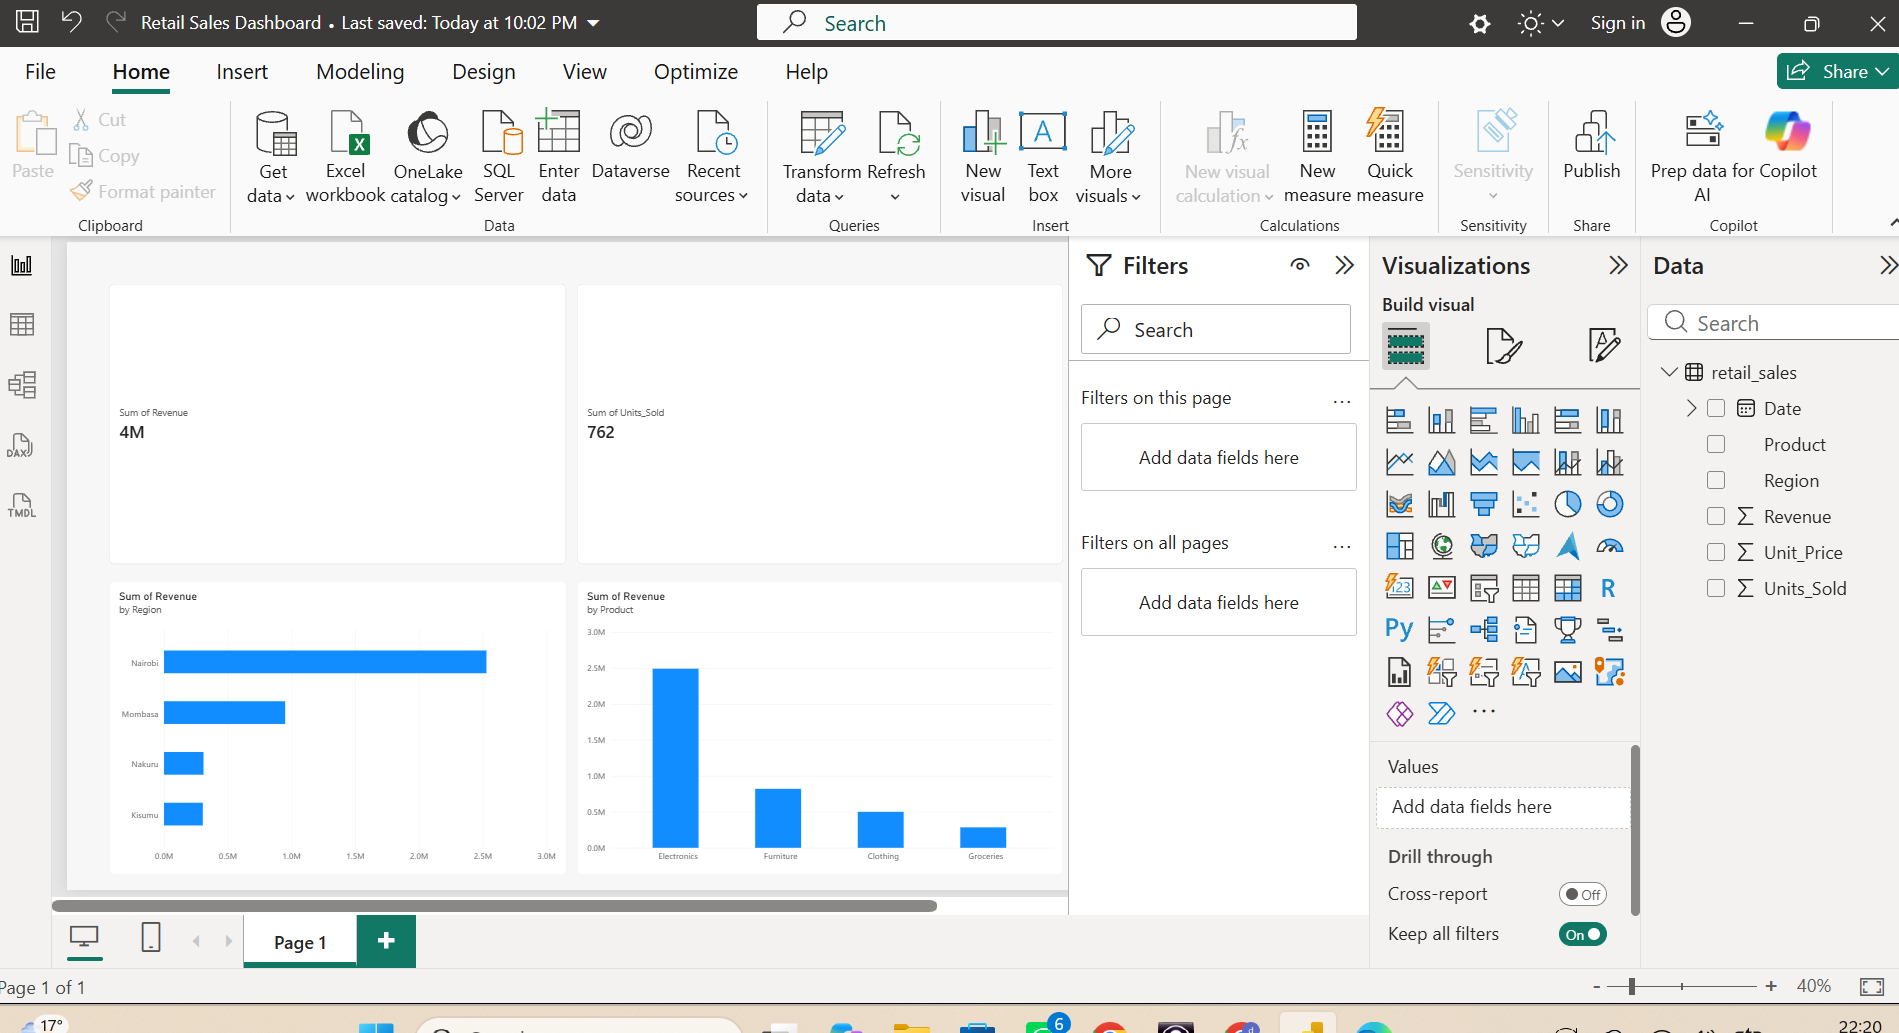 Retail Sales Dashboard • Last saved: Today at 10:02 PM
Search
Sign in
File Home Insert Modeling Design View Optimize Help
Share
Paste
Cut
Copy
Format painter
Clipboard
Get data
Excel workbook
OneLake catalog
SQL Server
Enter data
Dataverse
Recent sources
Data
Transform data
Refresh
Queries
New visual
A
Text box
More visuals
Insert
fx
New visual calculation
New measure
Quick measure
Calculations
Sensitivity
Sensitivity
Publish
Share
Prep data for AI
Copilot
Copilot
DAX
TMDL
Sum of Revenue
4M
Sum of Units_Sold
762
Sum of Revenue
by Region
Nairobi
Mombasa
Nakuru
Kisumu
0.0M 0.5M 1.0M 1.5M 2.0M 2.5M 3.0M
Sum of Revenue
by Product
3.0M
2.5M
2.0M
1.5M
1.0M
0.5M
0.0M
Electronics Furniture Clothing Groceries
Filters
Search
Filters on this page ...
Add data fields here
Filters on all pages ...
Add data fields here
Visualizations
Build visual
123
R
Py
...
Values
Add data fields here
Drill through
Cross-report Off
Keep all filters On
Data
Search
retail_sales
Date
Product
Region
Σ Revenue
Σ Unit_Price
Σ Units_Sold
Page 1 +
Page 1 of 1
- + 40%
17°
6
22:20